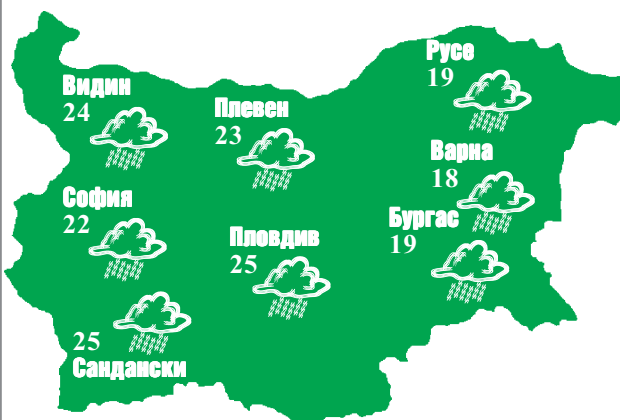 Русе
19
Видин
24
Плевен
23
Варна
18
София
22
Бургас
19
Пловдив
25
25
Сандански